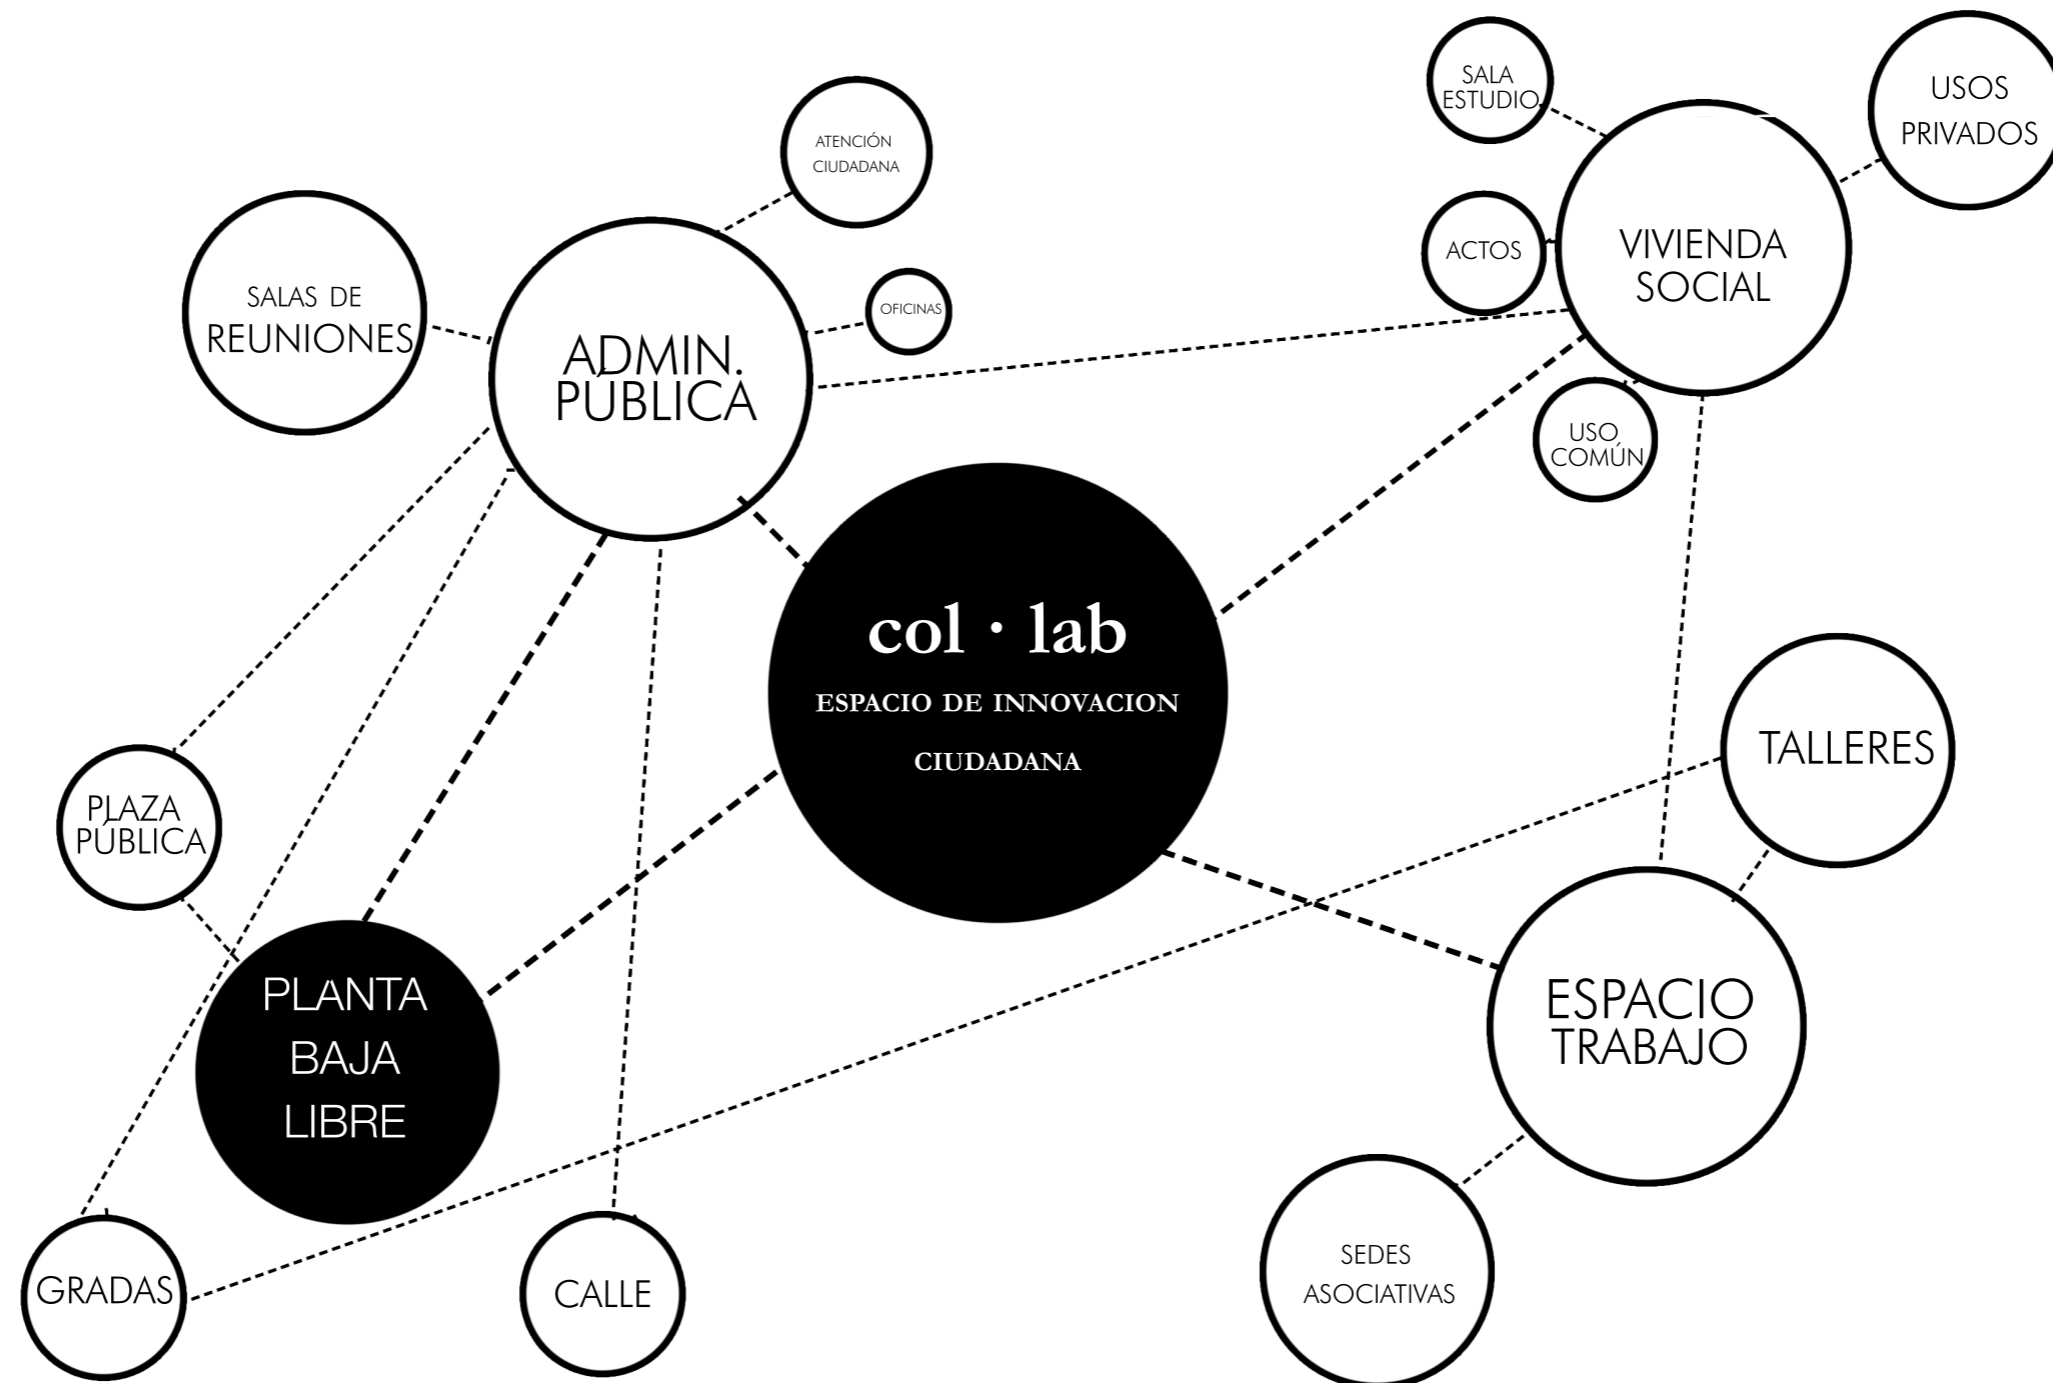 SALA
ESTUDIO
USOS
PRIVADOS
ATENCIÓN
CIUDADANA
ACTOS
VIVIENDA
SOCIAL
SALAS DE
REUNIONES
OFICINAS
ADMIN.
PÚBLICA
USO
COMÚN
col · lab
ESPACIO DE INNOVACION
CIUDADANA
TALLERES
PLAZA
PÚBLICA
PLANTA
BAJA
LIBRE
ESPACIO
TRABAJO
GRADAS
CALLE
SEDES
ASOCIATIVAS